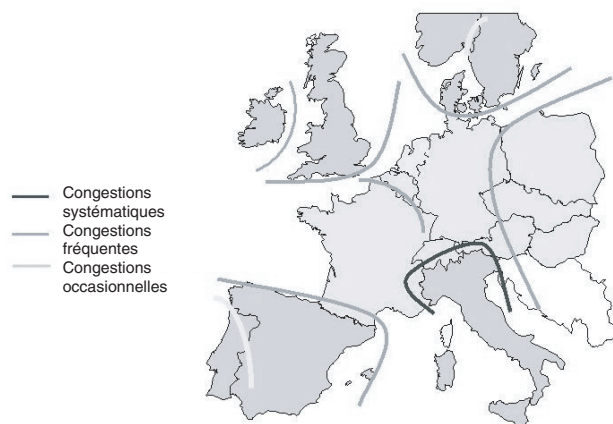 Congestions
systématiques
Congestions
fréquentes
Congestions
occasionnelles